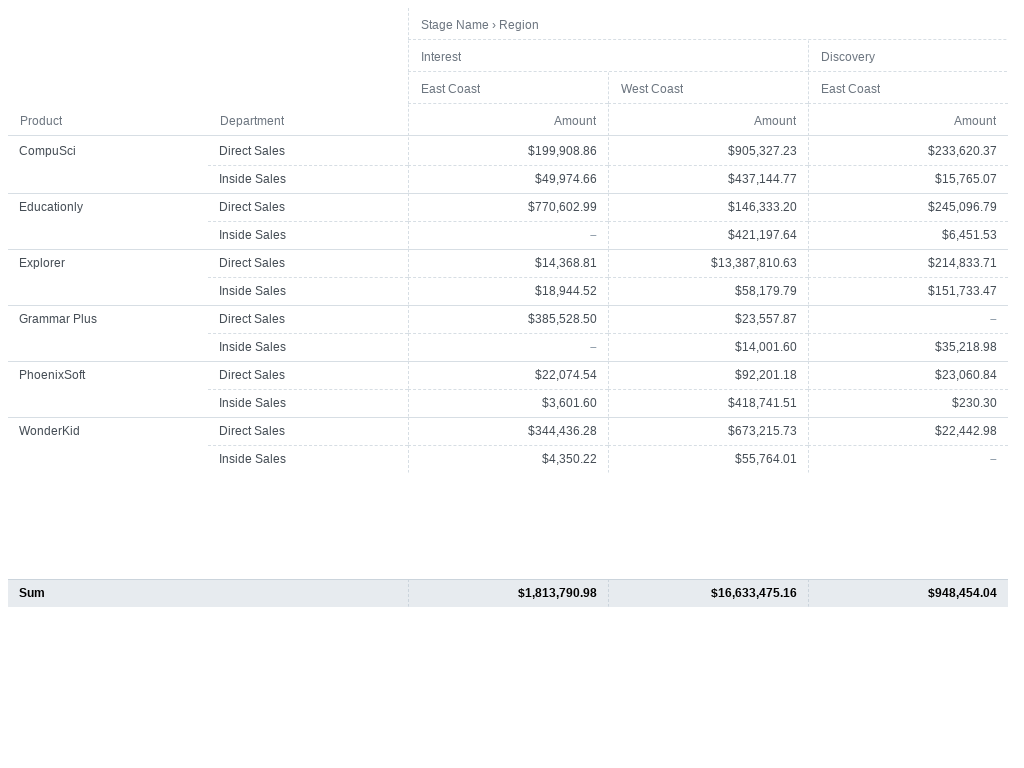 Stage Name › Region
Interest Discovery
East Coast West Coast East Coast
Product Department Amount Amount Amount
CompuSci Direct Sales $199,908.86 $905,327.23 $233,620.37
Inside Sales $49,974.66 $437,144.77 $15,765.07
Educationly Direct Sales $770,602.99 $146,333.20 $245,096.79
Inside Sales – $421,197.64 $6,451.53
Explorer Direct Sales $14,368.81 $13,387,810.63 $214,833.71
Inside Sales $18,944.52 $58,179.79 $151,733.47
Grammar Plus Direct Sales $385,528.50 $23,557.87 –
Inside Sales – $14,001.60 $35,218.98
PhoenixSoft Direct Sales $22,074.54 $92,201.18 $23,060.84
Inside Sales $3,601.60 $418,741.51 $230.30
WonderKid Direct Sales $344,436.28 $673,215.73 $22,442.98
Inside Sales $4,350.22 $55,764.01 –
Sum $1,813,790.98 $16,633,475.16 $948,454.04